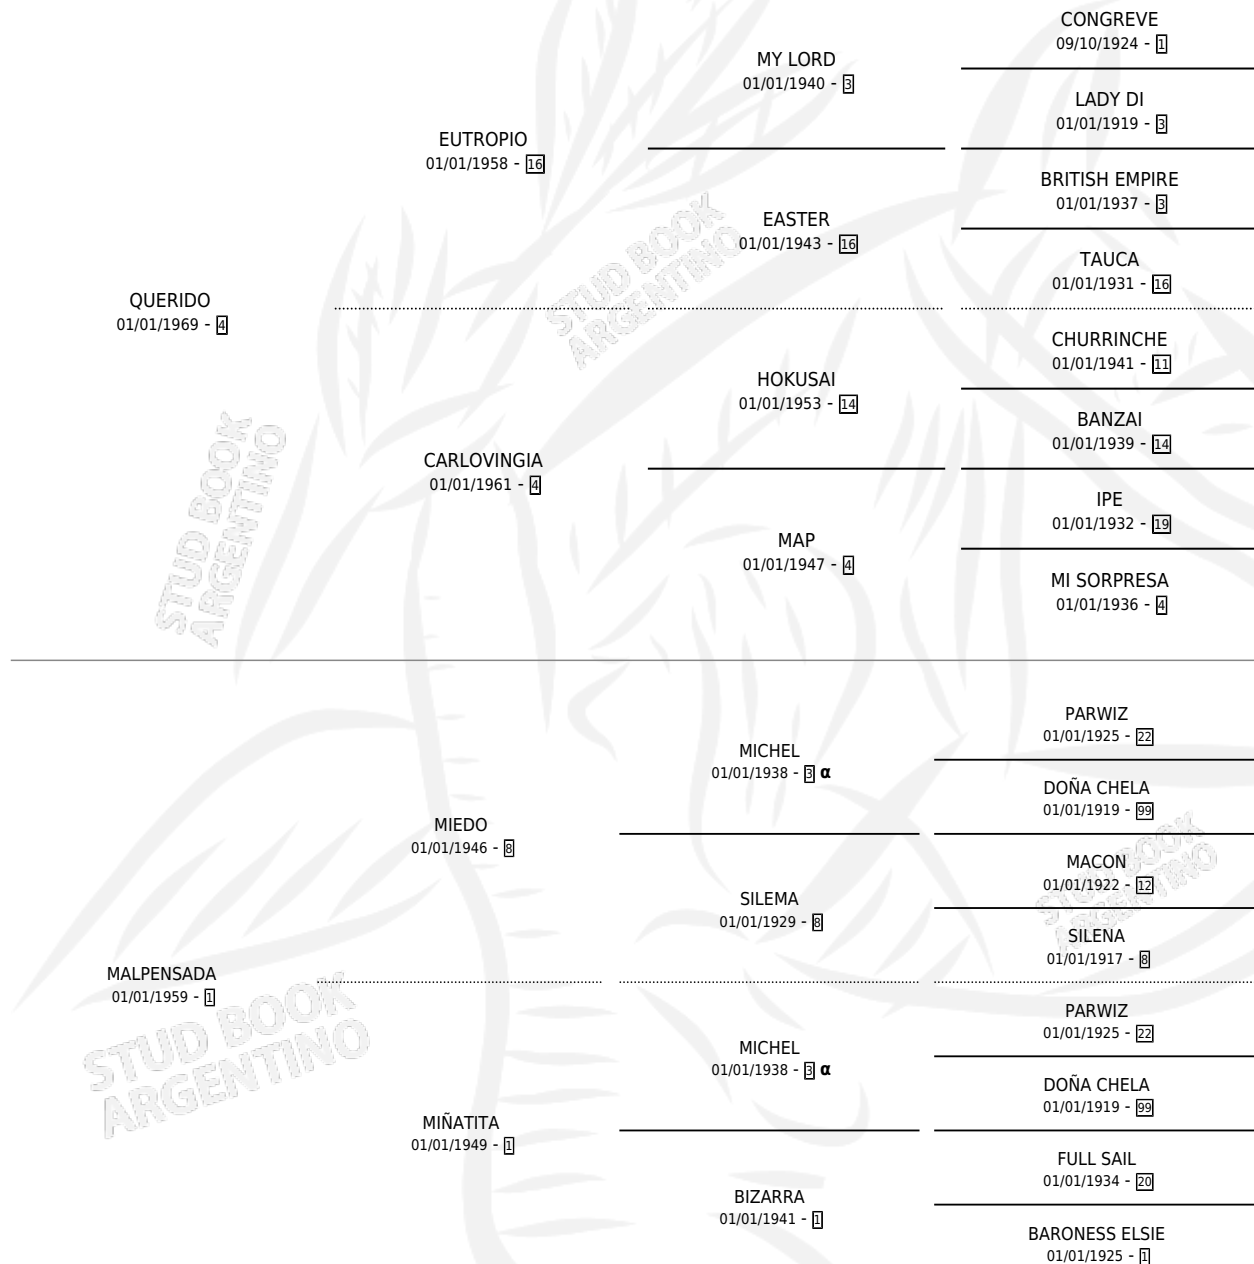 CONGREVE
09/10/1924 - 1
MY LORD
01/01/1940 - 3
LADY DI
01/01/1919 - 3
EUTROPIO
01/01/1958 - 16
BRITISH EMPIRE
01/01/1937 - 3
EASTER
01/01/1943 - 16
TAUCA
01/01/1931 - 16
QUERIDO
01/01/1969 - 4
CHURRINCHE
01/01/1941 - 11
HOKUSAI
01/01/1953 - 14
BANZAI
01/01/1939 - 14
CARLOVINGIA
01/01/1961 - 4
IPE
01/01/1932 - 19
MAP
01/01/1947 - 4
MI SORPRESA
01/01/1936 - 4
PARWIZ
01/01/1925 - 22
MICHEL
01/01/1938 - 3 α
DOÑA CHELA
01/01/1919 - 99
MIEDO
01/01/1946 - 8
MACON
01/01/1922 - 12
SILEMA
01/01/1929 - 8
SILENA
01/01/1917 - 8
MALPENSADA
01/01/1959 - 1
PARWIZ
01/01/1925 - 22
MICHEL
01/01/1938 - 3 α
DOÑA CHELA
01/01/1919 - 99
MIÑATITA
01/01/1949 - 1
FULL SAIL
01/01/1934 - 20
BIZARRA
01/01/1941 - 1
BARONESS ELSIE
01/01/1925 - 1
STUD BOOK
ARGENTINO
STUD BOOK
ARGENTINO
STUD BOOK
ARGENTINO
STUD BOOK
ARGENTINO